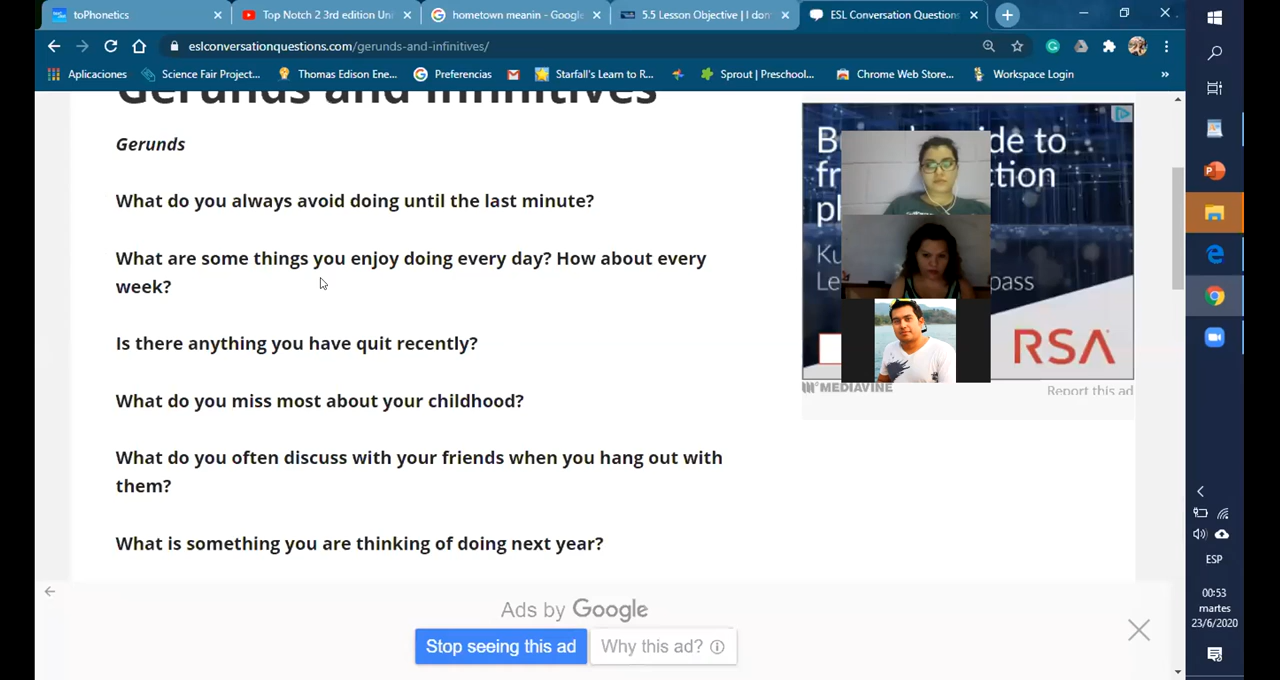 toPhonetics
Top Notch 2 3rd edition Uni
hometown meanin - Google
5.5 Lesson Objective | I don'
ESL Conversation Questions
eslconversationquestions.com/gerunds-and-infinitives/
Aplicaciones
Science Fair Project...
Thomas Edison Ene...
Preferencias
Starfall's Learn to R...
Sprout | Preschool...
Chrome Web Store...
Workspace Login
»
Gerunds and Infinitives
Gerunds
What do you always avoid doing until the last minute?
What are some things you enjoy doing every day? How about every
week?
Is there anything you have quit recently?
What do you miss most about your childhood?
What do you often discuss with your friends when you hang out with
them?
What is something you are thinking of doing next year?
de to
RSA
MEDIAVINE
Report this ad
Ads by Google
Stop seeing this ad
Why this ad?
ESP
00:53
martes
23/6/2020